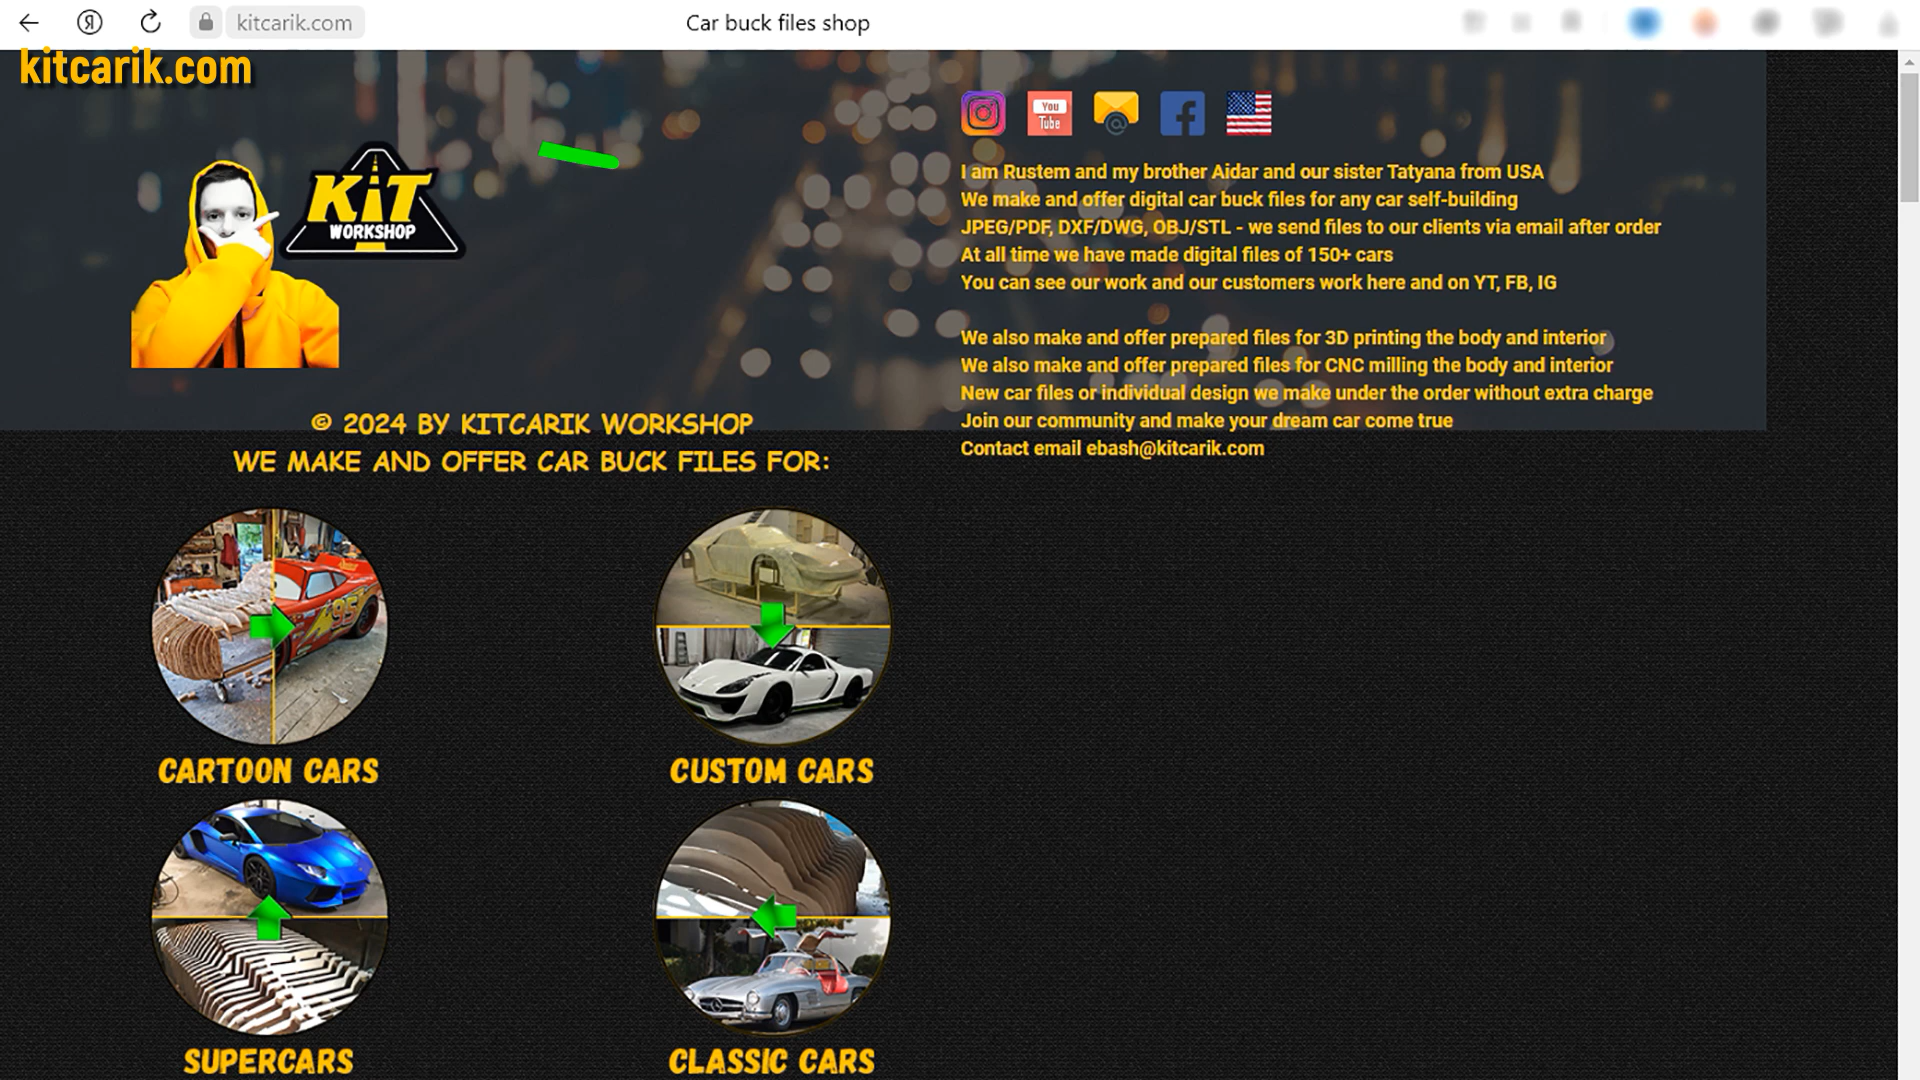 kitcarik.com
Car buck files shop
kitcarik.com
You
Tube
I am Rustem and my brother Aidar and our sister Tatyana from USA
We make and offer digital car buck files for any car self-building
JPEG/PDF, DXF/DWG, OBJ/STL - we send files to our clients via email after order
At all time we have made digital files of 150+ cars
You can see our work and our customers work here and on YT, FB, IG
KiT
WORKSHOP
We also make and offer prepared files for 3D printing the body and interior
We also make and offer prepared files for CNC milling the body and interior
New car files or individual design we make under the order without extra charge
Join our community and make your dream car come true
Contact email ebash@kitcarik.com
© 2024 BY KITCARIK WORKSHOP
WE MAKE AND OFFER CAR BUCK FILES FOR:
95
CARTOON CARS
CUSTOM CARS
SUPERCARS
CLASSIC CARS